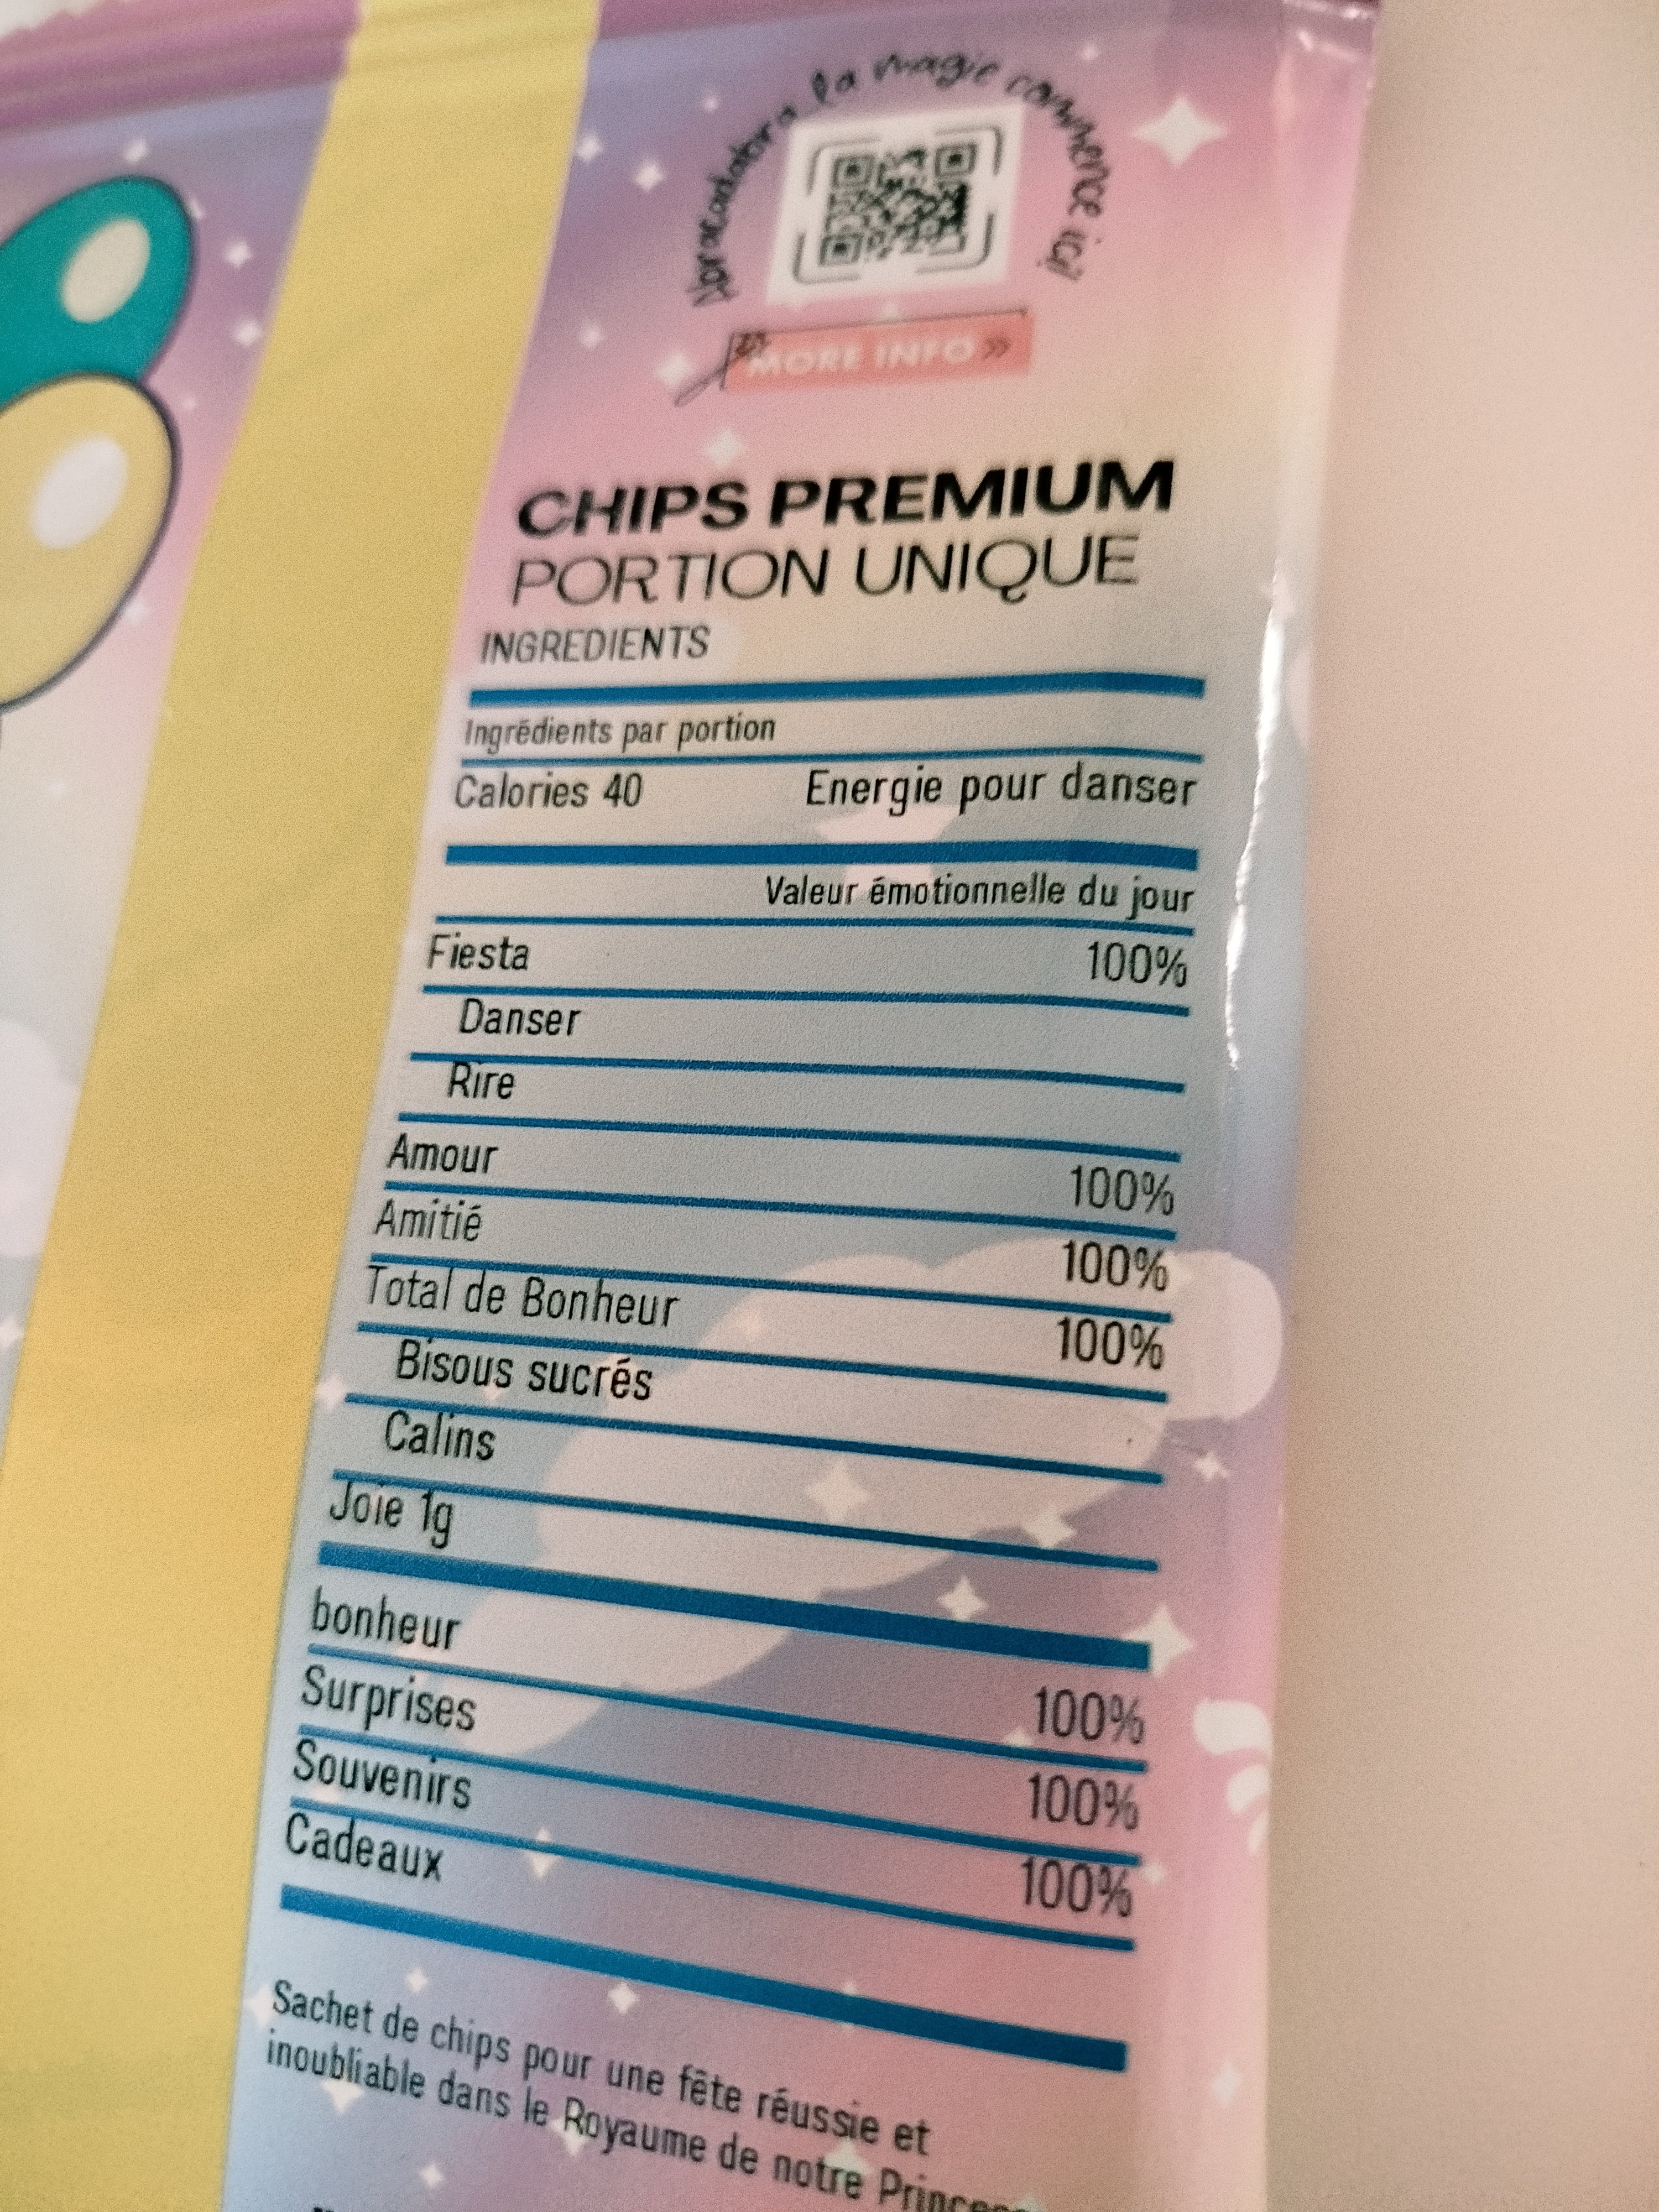 Abracadabra la magie commence ici
MORE INFO »
CHIPS PREMIUM
PORTION UNIQUE
INGREDIENTS
Ingrédients par portion
Calories 40 Energie pour danser
Valeur émotionnelle du jour
Fiesta 100%
Danser
Rire
Amour 100%
Amitié 100%
Total de Bonheur 100%
Bisous sucrés
Calins
Joie 1g
bonheur 100%
Surprises 100%
Souvenirs 100%
Cadeaux
Sachet de chips pour une fête réussie et
inoubliable dans le Royaume de notre